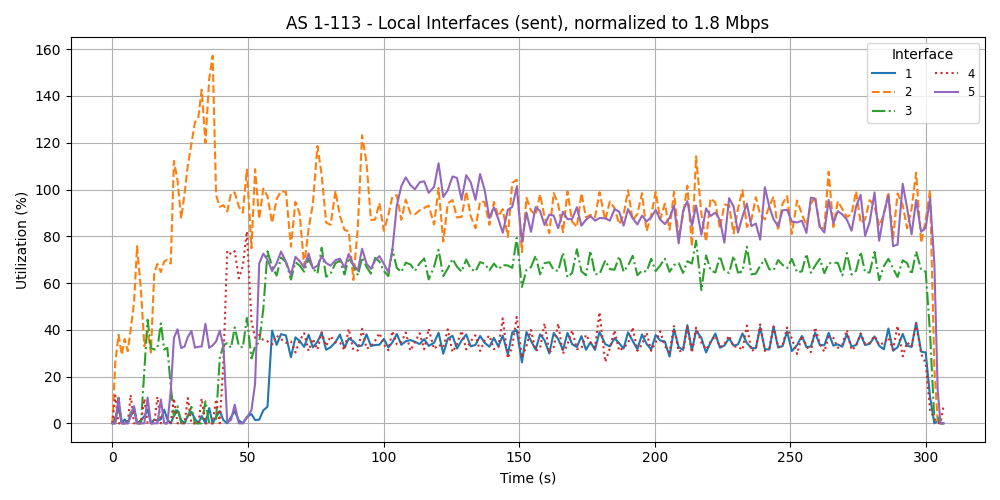 AS 1-113 - Local Interfaces (sent), normalized to 1.8 Mbps
Utilization (%)
160
140
120
100
80
60
40
20
0
0 50 100 150 200 250 300
Time (s)
Interface
1 4
2 5
3